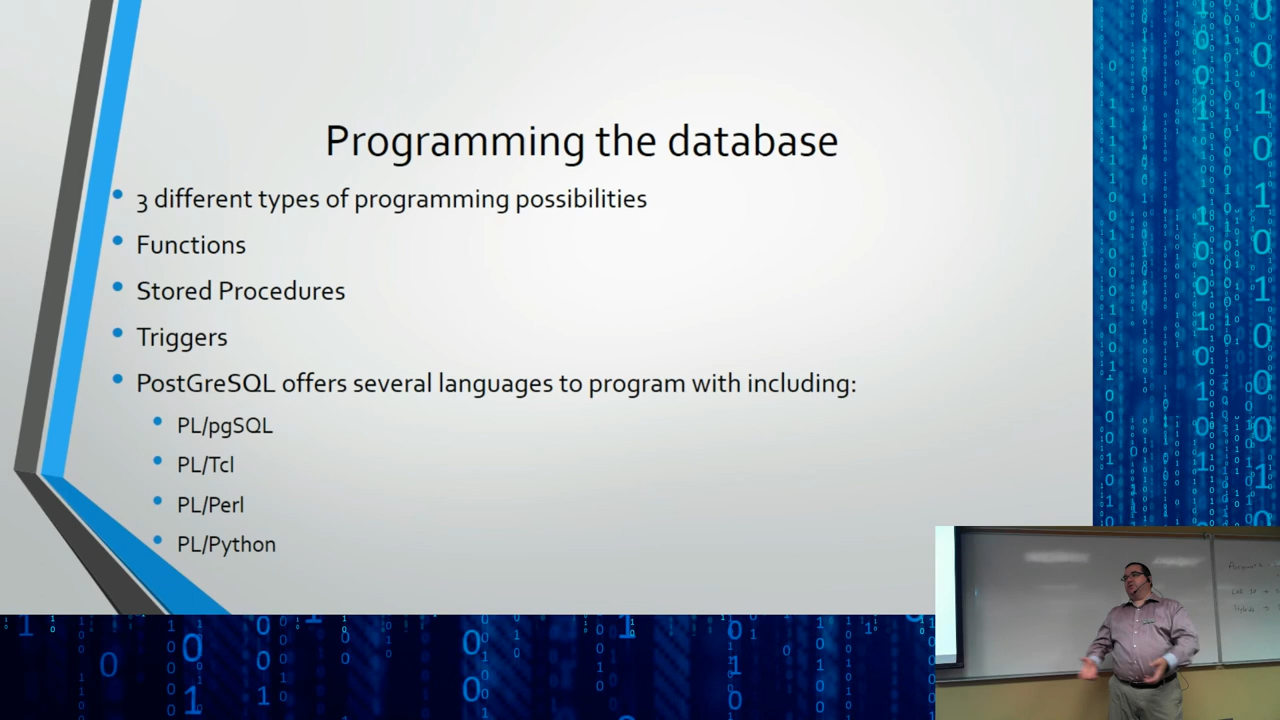 Programming the database
3 different types of programming possibilities
Functions
Stored Procedures
Triggers
PostGreSQL offers several languages to program with including:
PL/pgSQL
PL/Tcl
PL/Perl
PL/Python